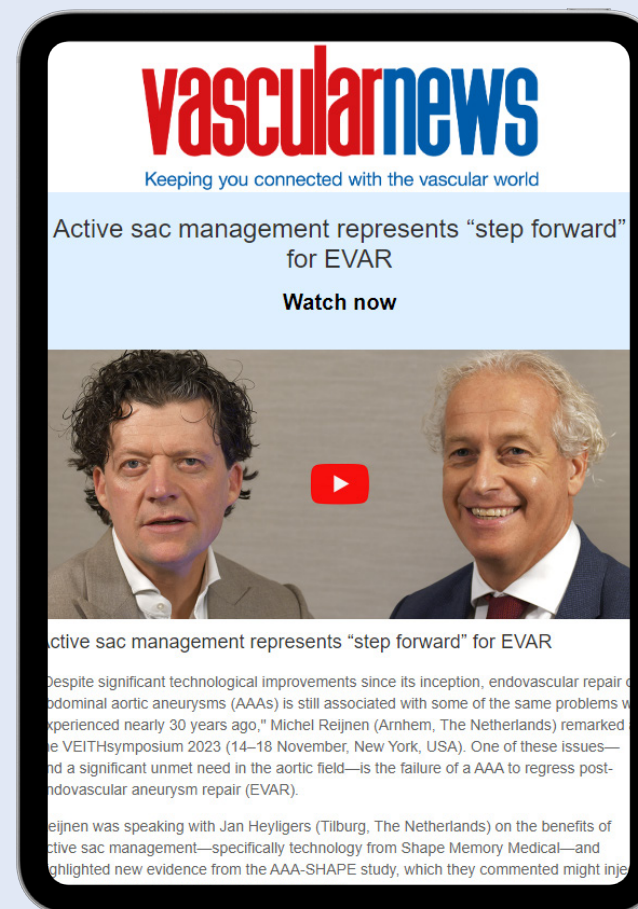 vascularnews
Keeping you connected with the vascular world
Active sac management represents “step forward”
for EVAR
Watch now
ctive sac management represents “step forward” for EVAR
Despite significant technological improvements since its inception, endovascular repair
bdominal aortic aneurysms (AAAs) is still associated with some of the same problems
xperienced nearly 30 years ago," Michel Reijnen (Arnhem, The Netherlands) remarked
e VEITHsymposium 2023 (14–18 November, New York, USA). One of these issues—
nd a significant unmet need in the aortic field—is the failure of a AAA to regress post-
ndovascular aneurysm repair (EVAR).
eijnen was speaking with Jan Heyligers (Tilburg, The Netherlands) on the benefits of
ctive sac management—specifically technology from Shape Memory Medical—and
ghlighted new evidence from the AAA-SHAPE study, which they commented might inje